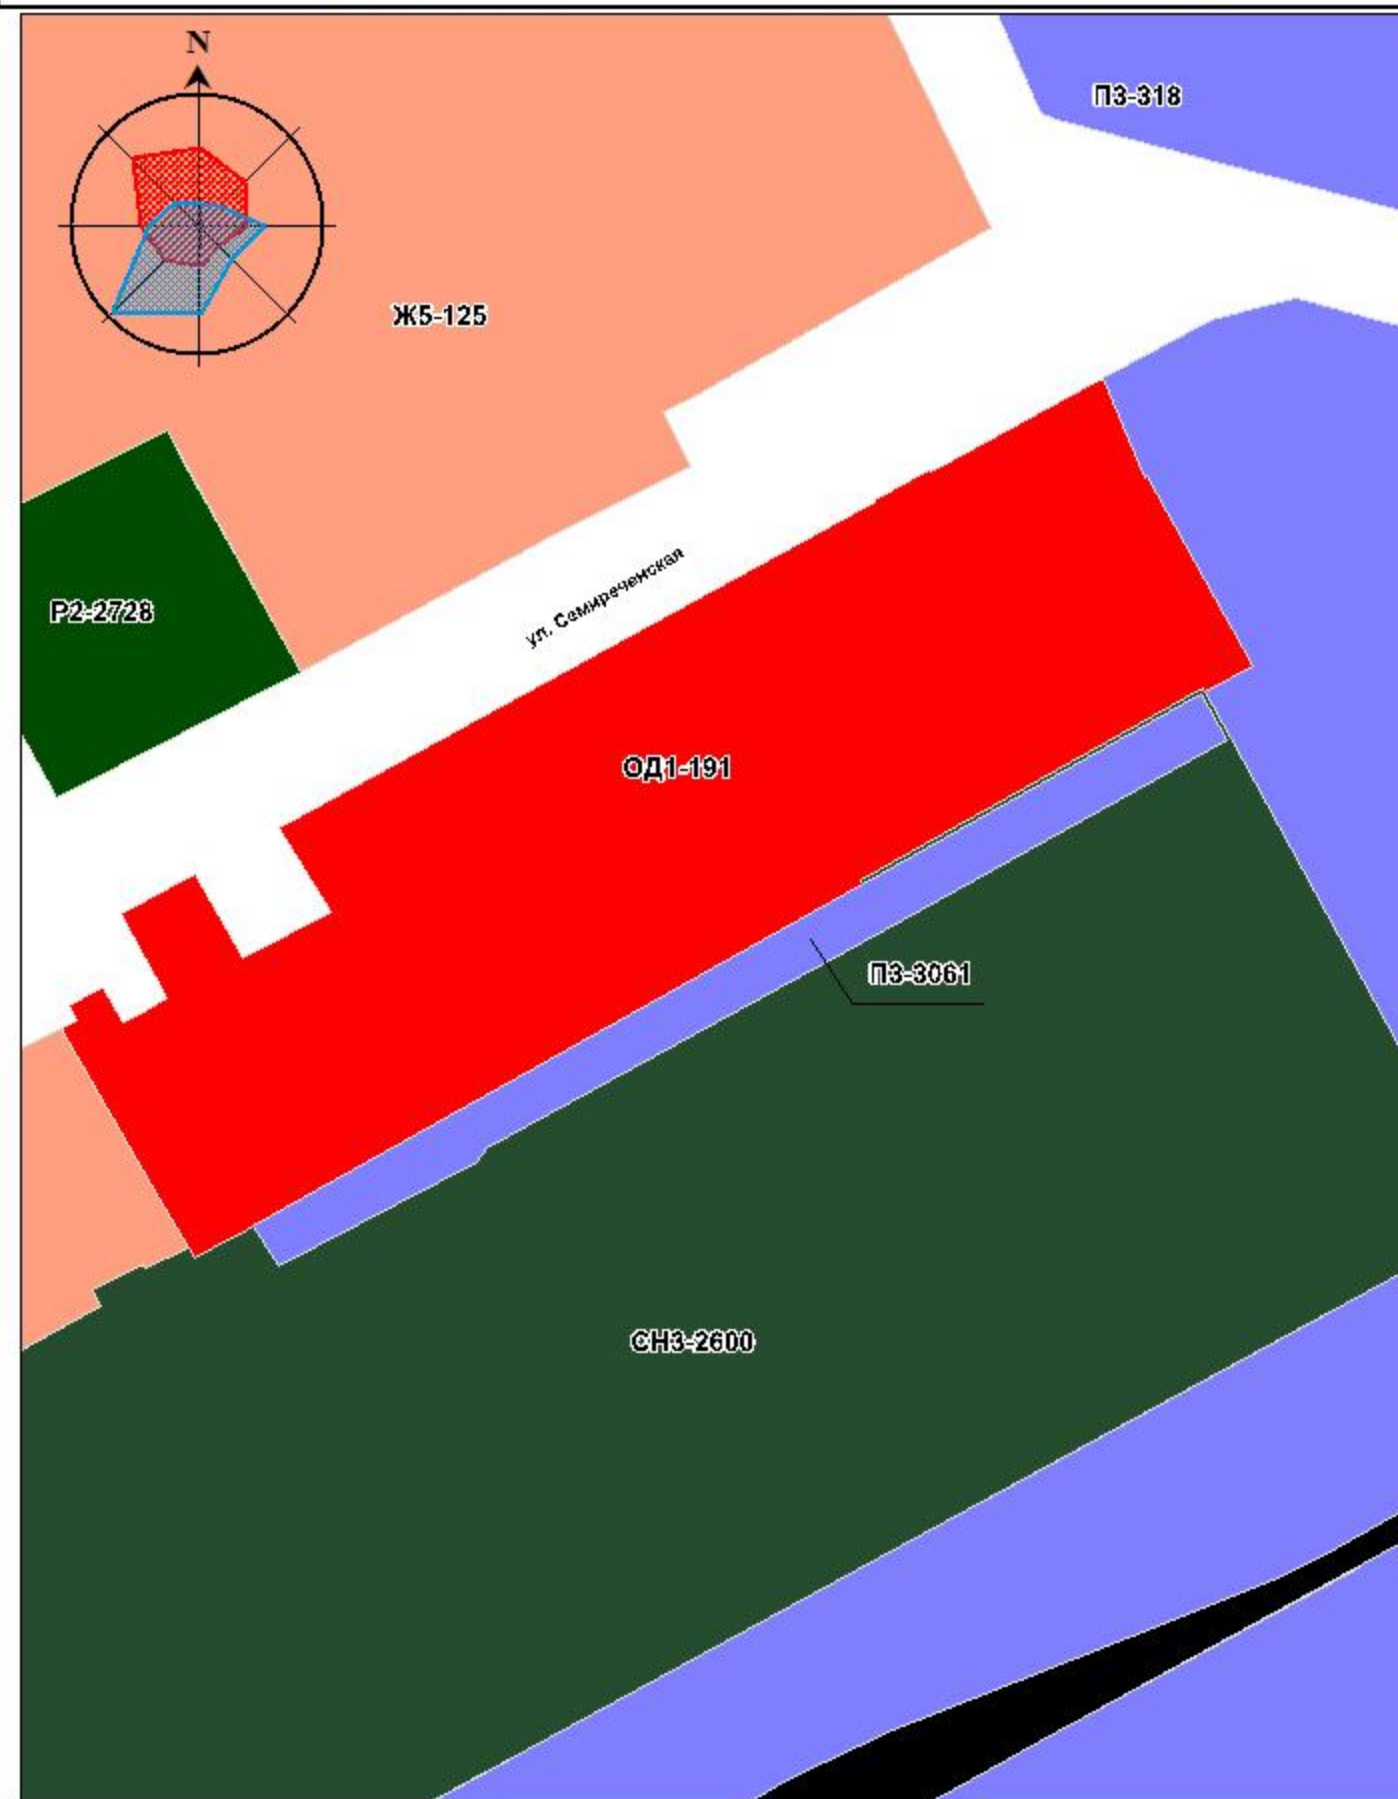 N
П3-318
Ж5-125
Р2-2728
ул. Семиреченская
ОД1-191
П3-3061
СН3-2600